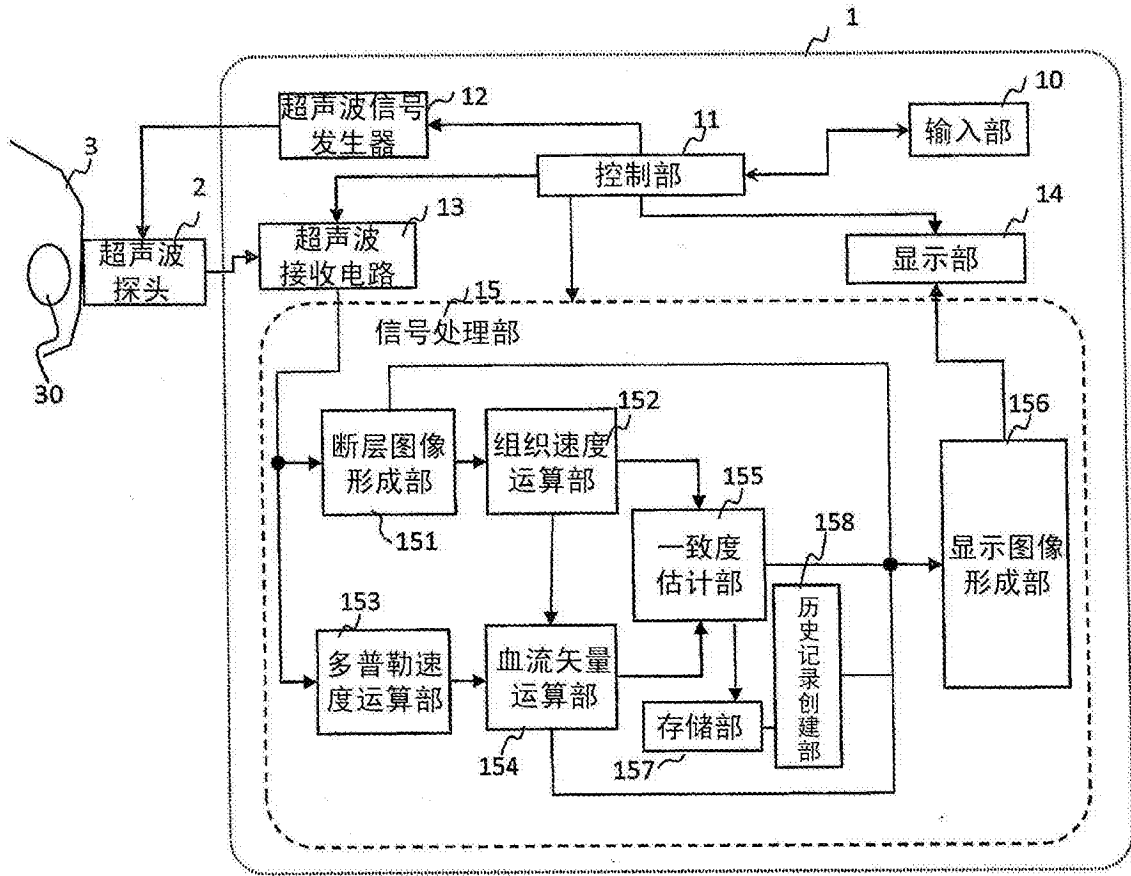 1
超声波信号
发生器
12
10
输入部
11
控制部
3
2
超声波
探头
13
超声波
接收电路
14
显示部
15
信号处理部
30
断层图像
形成部
151
152
组织速度
运算部
155
一致度
估计部
158
历史记录创建部
156
显示图像
形成部
153
多普勒速
度运算部
血流矢量
运算部
154
存储部
157